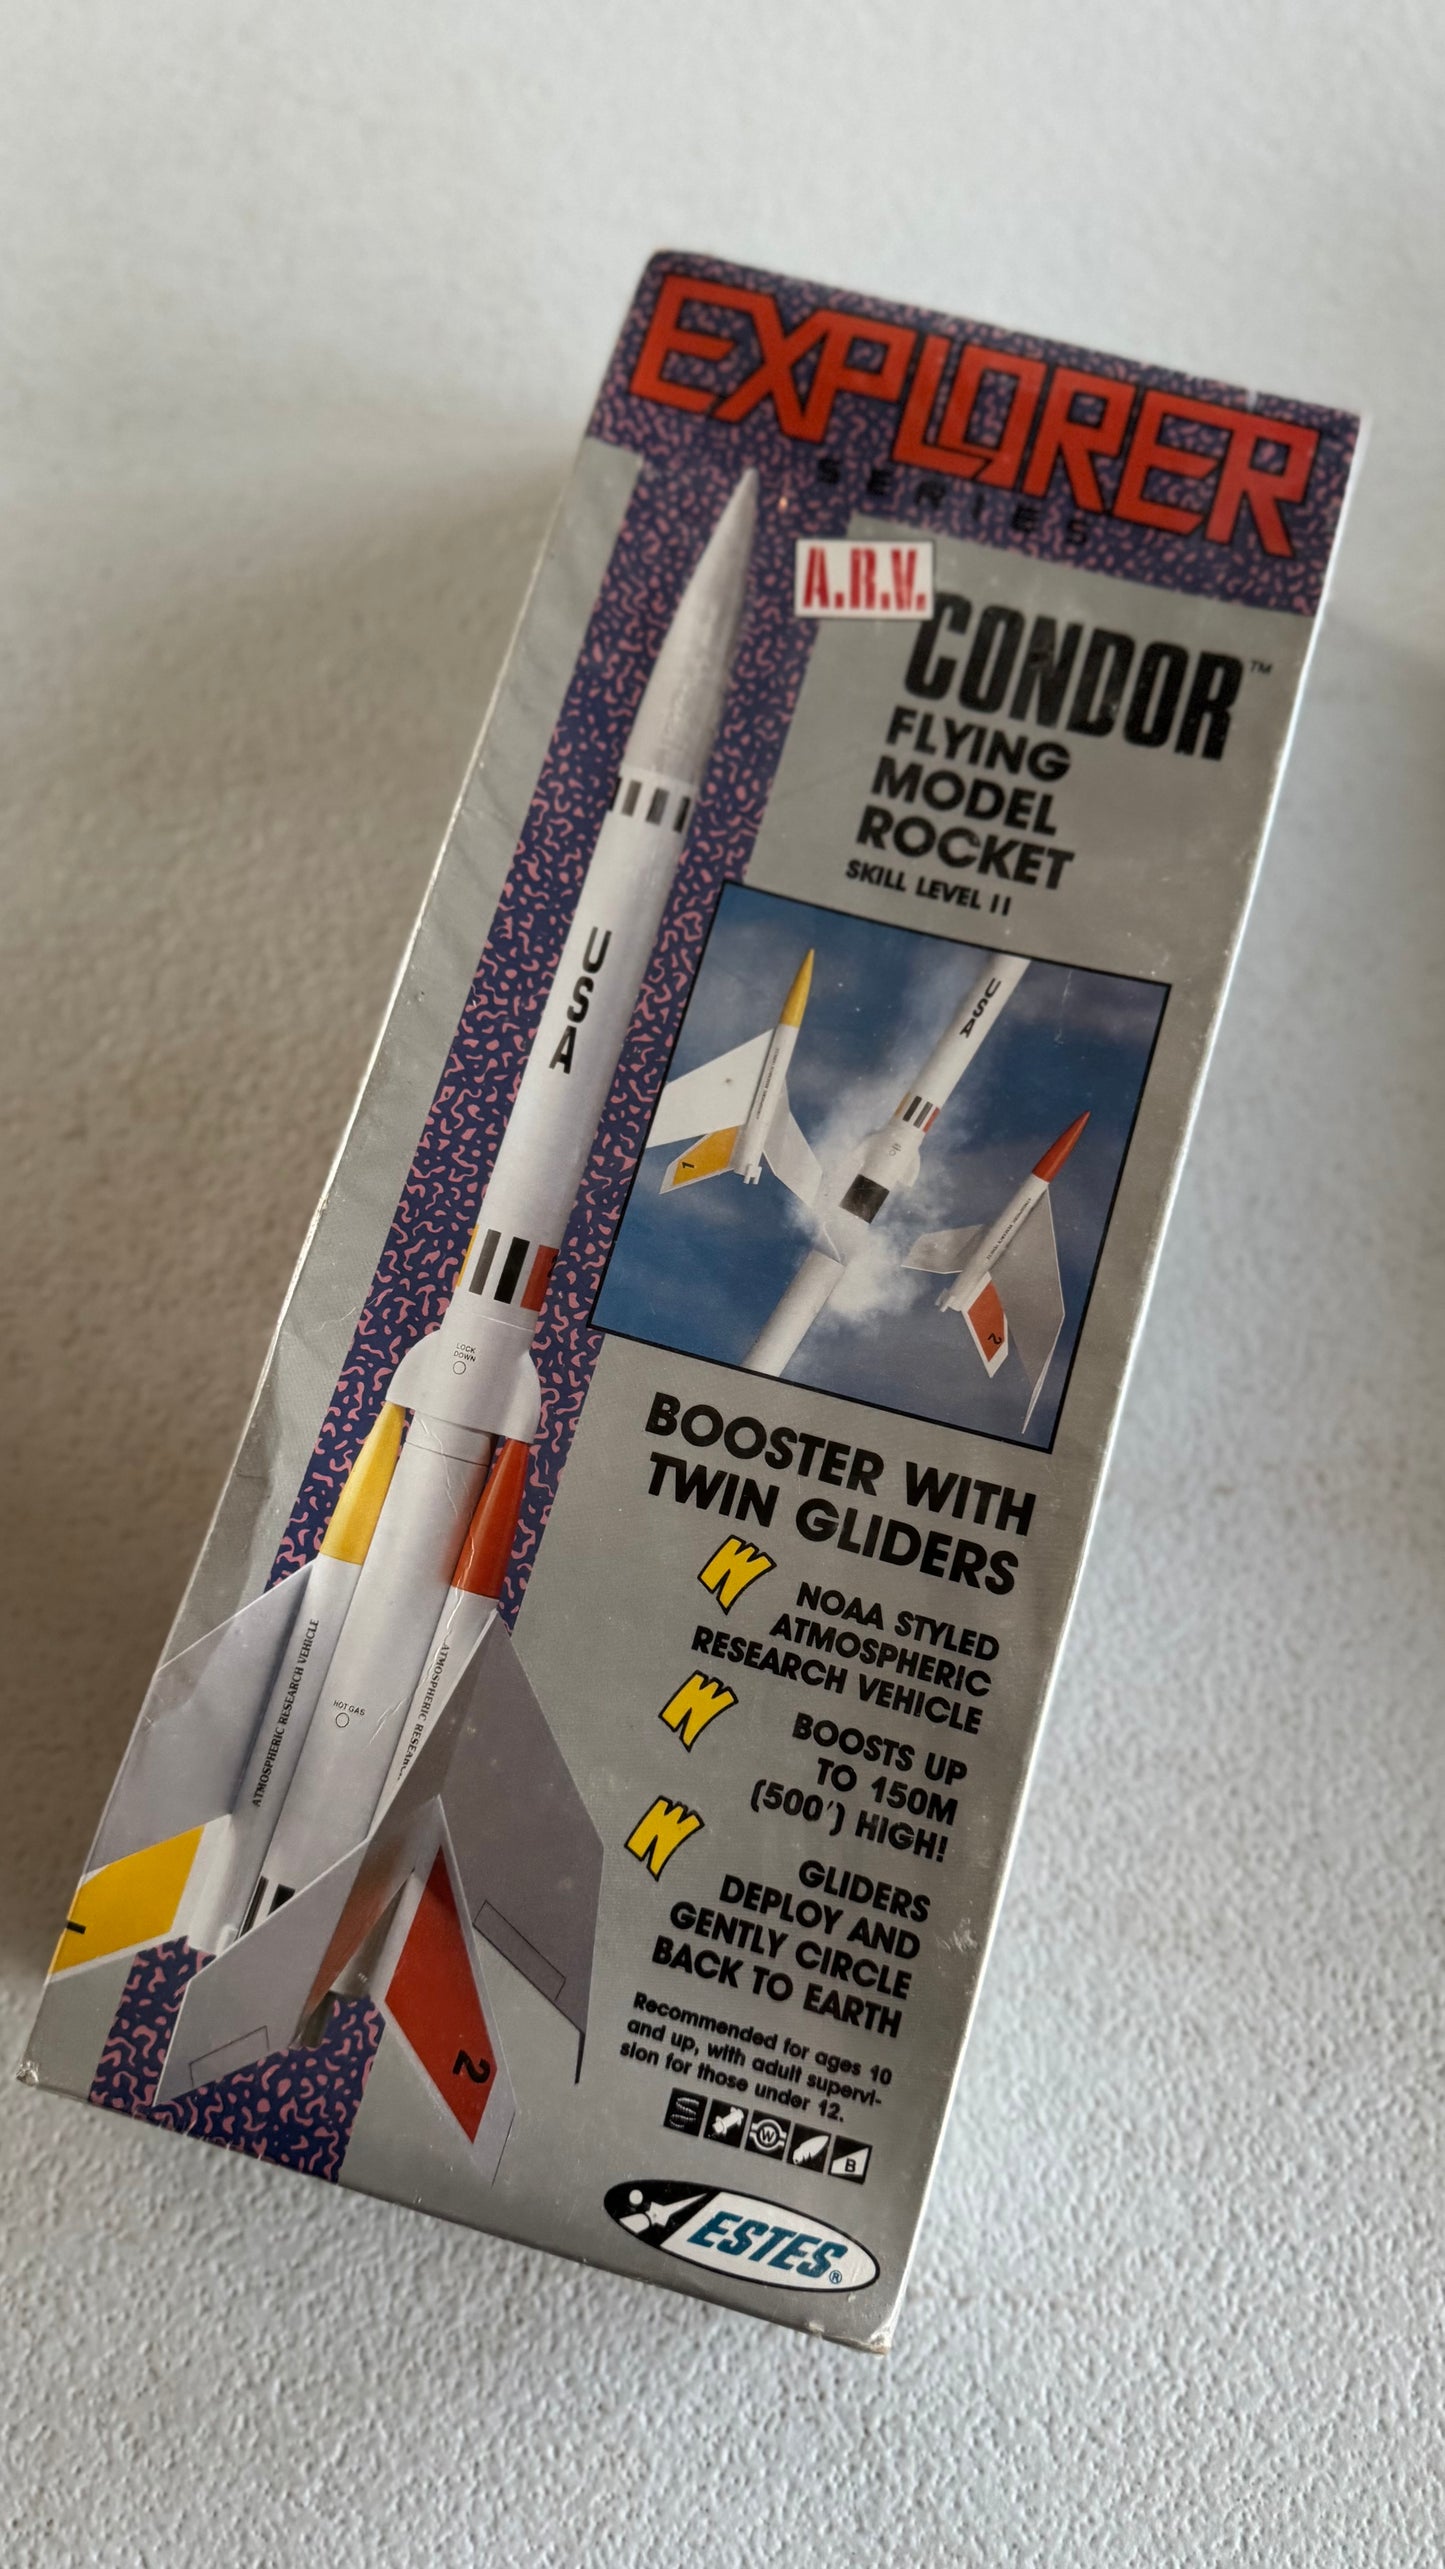 EXPLORER
SERIES
A.R.V.
CONDOR™
FLYING
MODEL
ROCKET
SKILL LEVEL II
USA
LOCK
DOWN
ATMOSPHERIC RESEARCH VEHICLE
HOT GAS
ATMOSPHERIC RESEARCH
1
2
USA
1
2
BOOSTER WITH
TWIN GLIDERS
NOAA STYLED
ATMOSPHERIC
RESEARCH VEHICLE
BOOSTS UP
TO 150M
(500') HIGH!
GLIDERS
DEPLOY AND
GENTLY CIRCLE
BACK TO EARTH
Recommended for ages 10
and up, with adult supervi-
sion for those under 12.
W
B
ESTES®